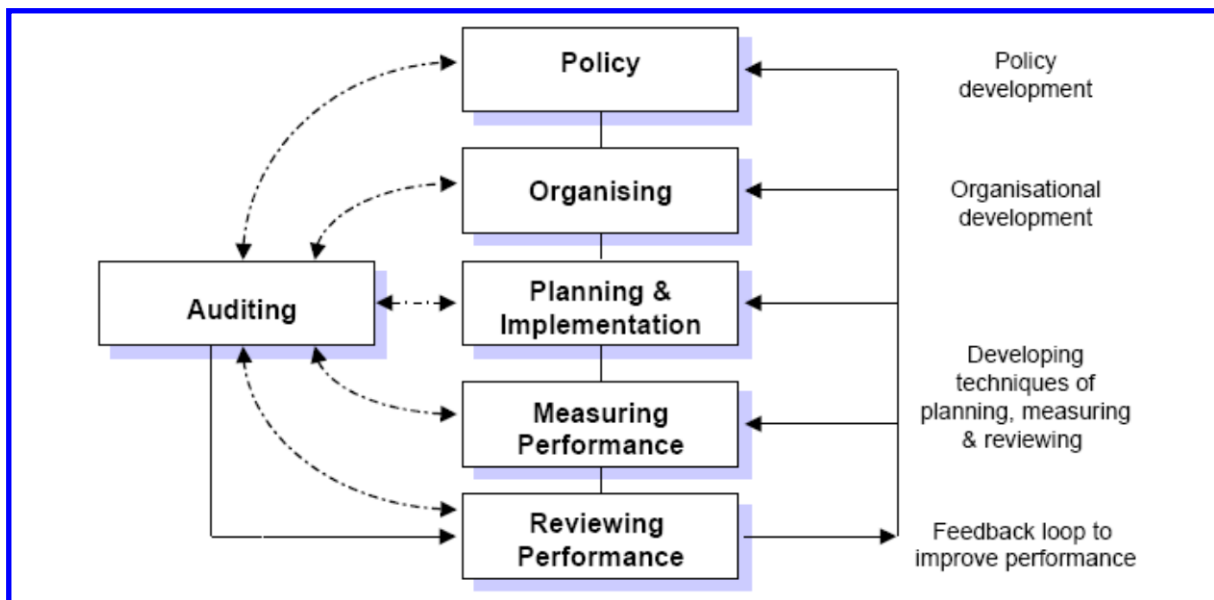 Policy
Policy
development
Organising
Organisational
development
Auditing
Planning &
Implementation
Developing
techniques of
planning, measuring
& reviewing
Measuring
Performance
Reviewing
Performance
Feedback loop to
improve performance